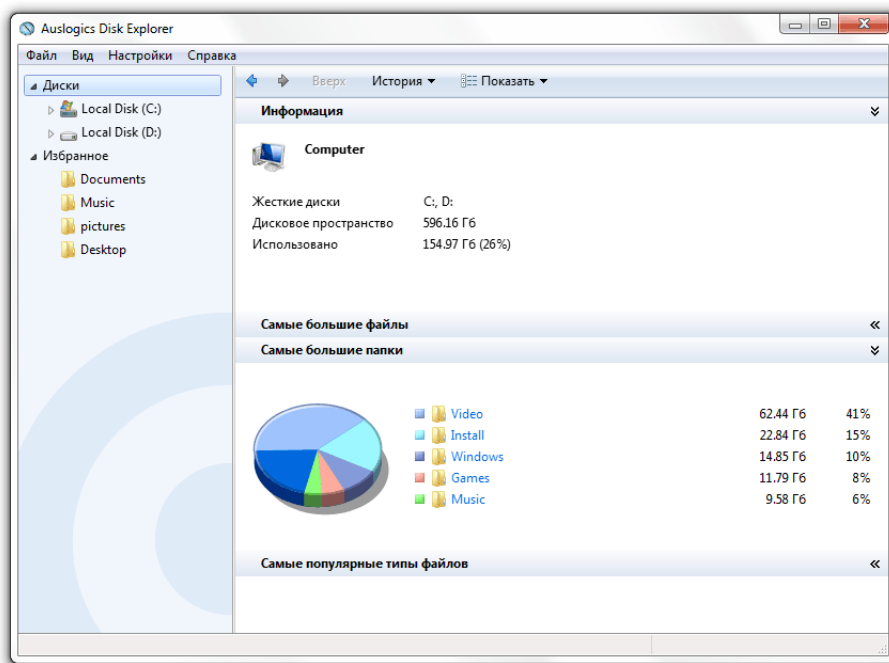 Auslogics Disk Explorer
Файл Вид Настройки Справка
Диски
Local Disk (C:)
Local Disk (D:)
Избранное
Documents
Music
pictures
Desktop
Вверх История Показать
Информация
Computer
Жесткие диски C:, D:
Дисковое пространство 596.16 Гб
Использовано 154.97 Гб (26%)
Самые большие файлы
Самые большие папки
Video 62.44 Гб 41%
Install 22.84 Гб 15%
Windows 14.85 Гб 10%
Games 11.79 Гб 8%
Music 9.58 Гб 6%
Самые популярные типы файлов